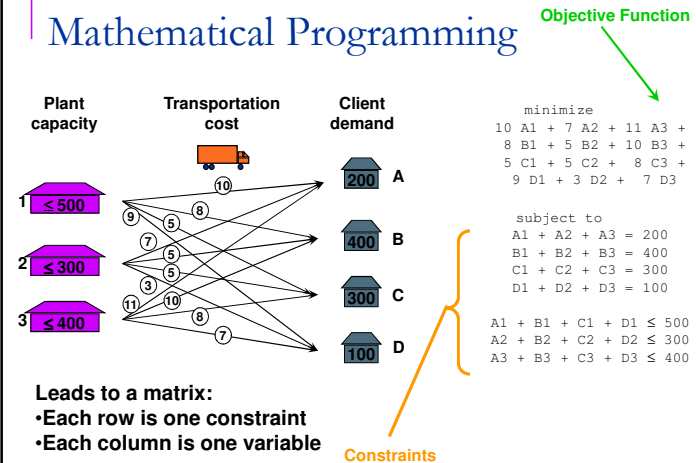 Mathematical Programming
Objective Function
Plant
capacity
Transportation
cost
Client
demand
1
≤ 500
2
≤ 300
3
≤ 400
10
8
9
5
7
5
5
3
11
10
8
7
200 A
400 B
300 C
100 D
minimize
10 A1 + 7 A2 + 11 A3 +
8 B1 + 5 B2 + 10 B3 +
5 C1 + 5 C2 + 8 C3 +
9 D1 + 3 D2 + 7 D3
subject to
A1 + A2 + A3 = 200
B1 + B2 + B3 = 400
C1 + C2 + C3 = 300
D1 + D2 + D3 = 100
A1 + B1 + C1 + D1 ≤ 500
A2 + B2 + C2 + D2 ≤ 300
A3 + B3 + C3 + D3 ≤ 400
Leads to a matrix:
•Each row is one constraint
•Each column is one variable
Constraints